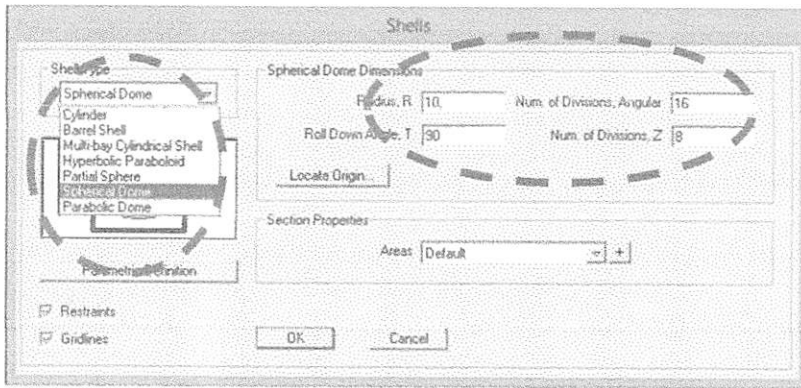 Shells
Shell Type
Spherical Dome
Cylinder
Barrel Shell
Multi-bay Cylindrical Shell
Hyperbolic Paraboloid
Partial Sphere
Spherical Dome
Parabolic Dome
Parametric Definition
Restraints
Gridlines
Spherical Dome Dimensions
Radius, R 10.
Num. of Divisions, Angular 16
Roll Down Angle, T 90
Num. of Divisions, Z 8
Locate Origin...
Section Properties
Areas Default +
OK Cancel